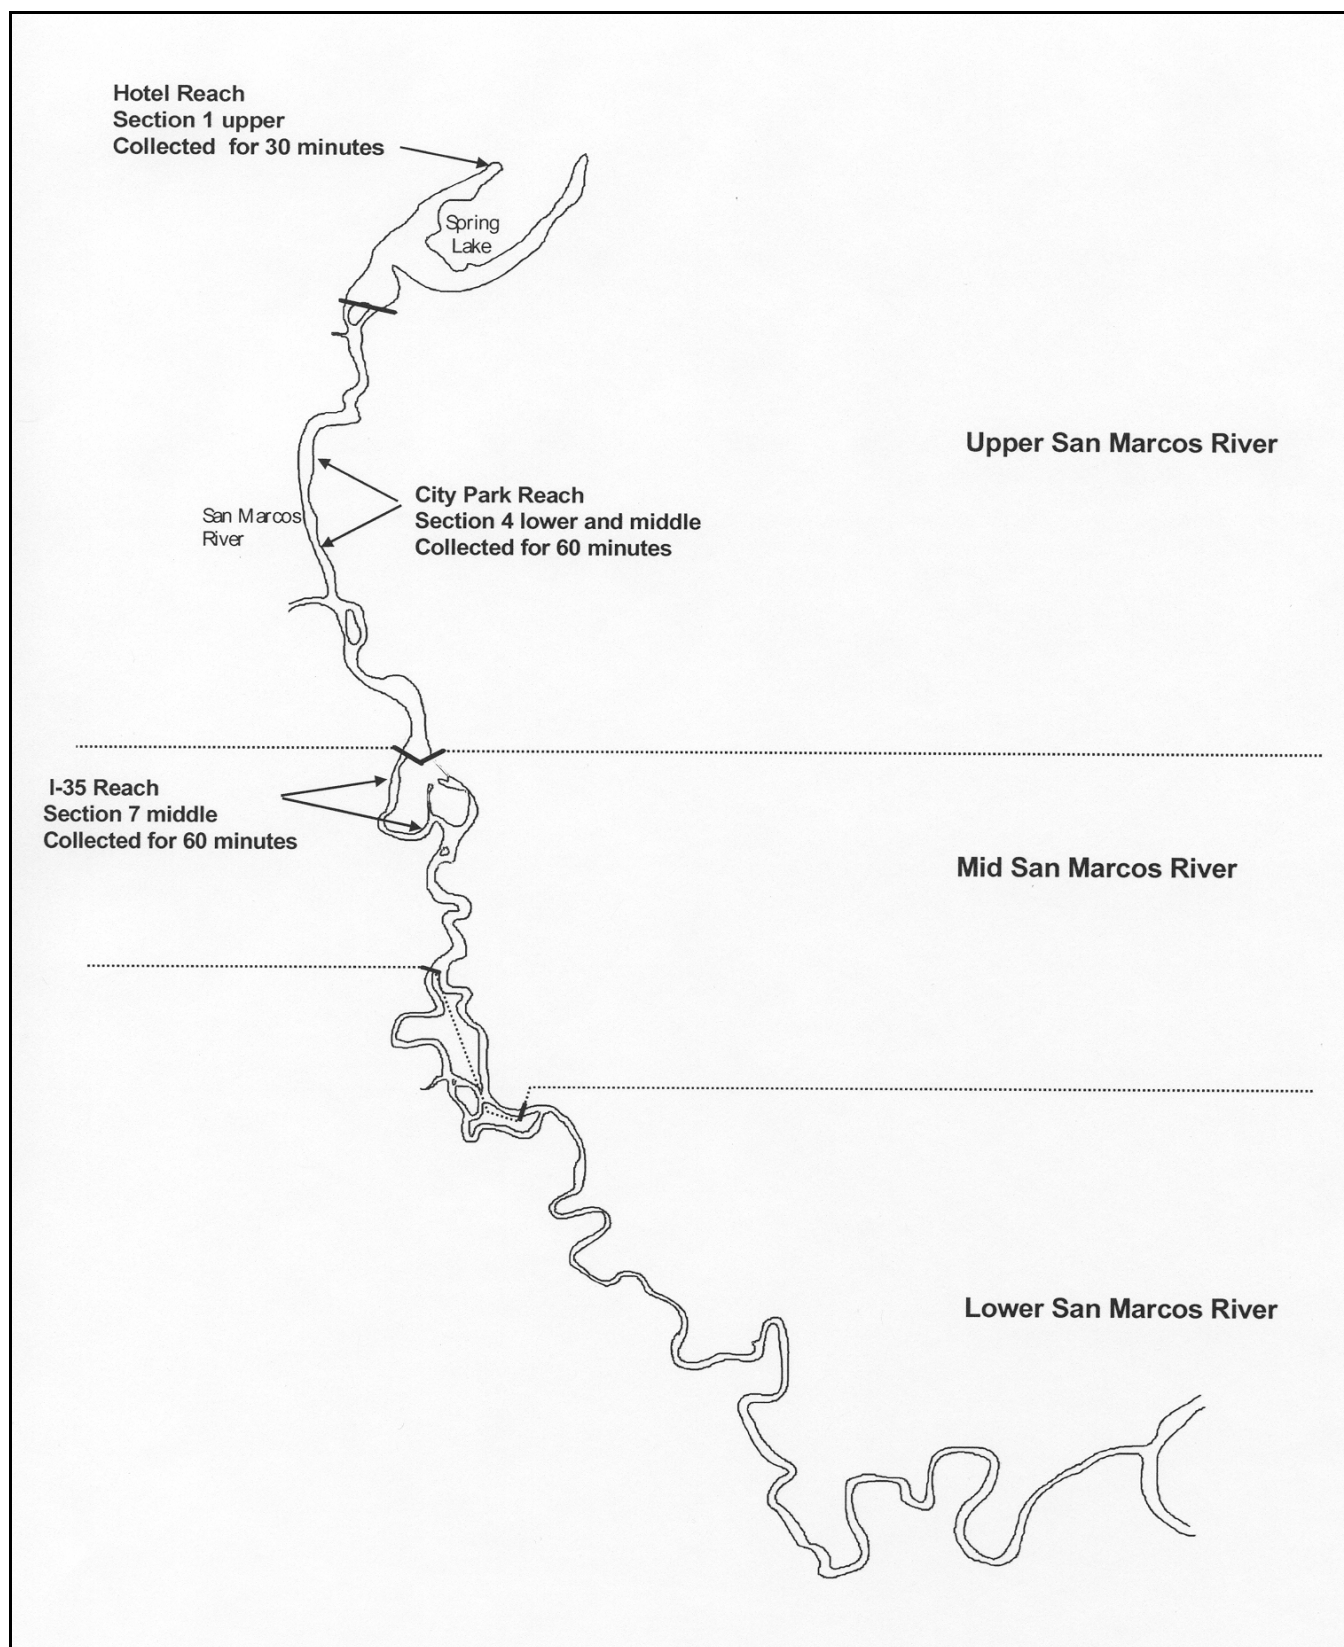 Hotel Reach
Section 1 upper
Collected for 30 minutes
Spring
Lake
Upper San Marcos River
City Park Reach
Section 4 lower and middle
Collected for 60 minutes
San Marcos
River
I-35 Reach
Section 7 middle
Collected for 60 minutes
Mid San Marcos River
Lower San Marcos River